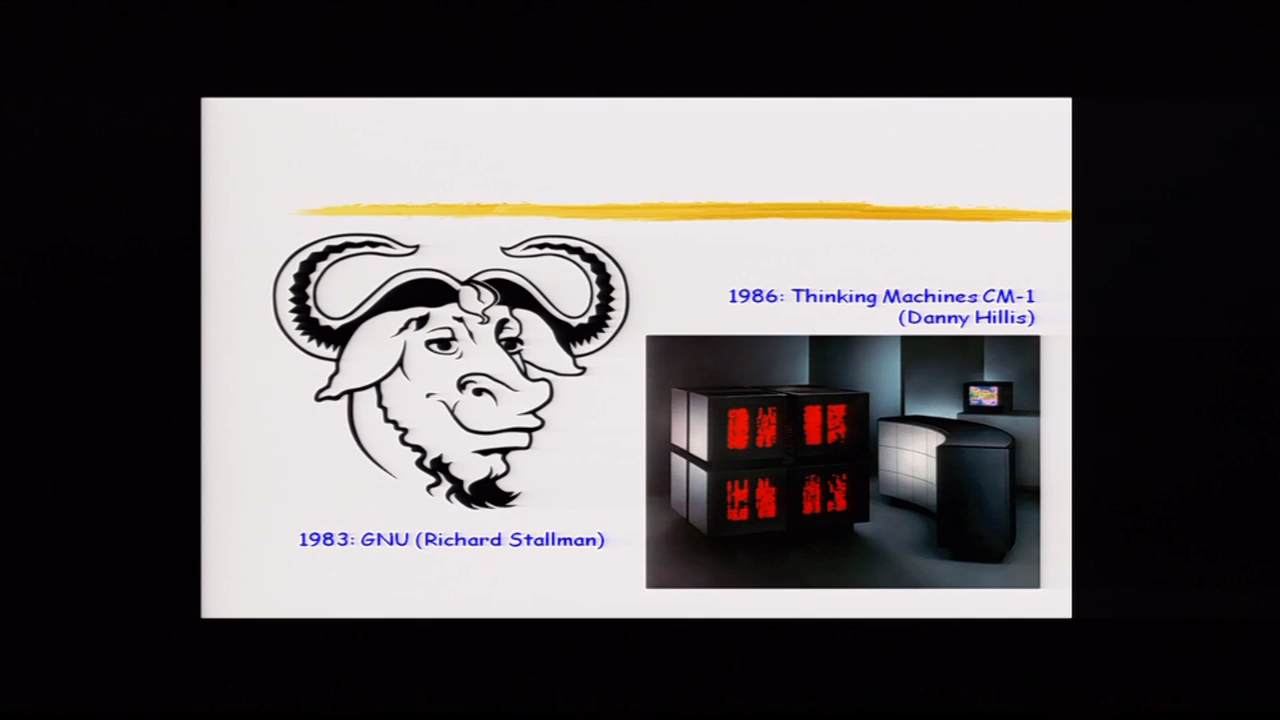 1986: Thinking Machines CM-1
(Danny Hillis)
1983: GNU (Richard Stallman)